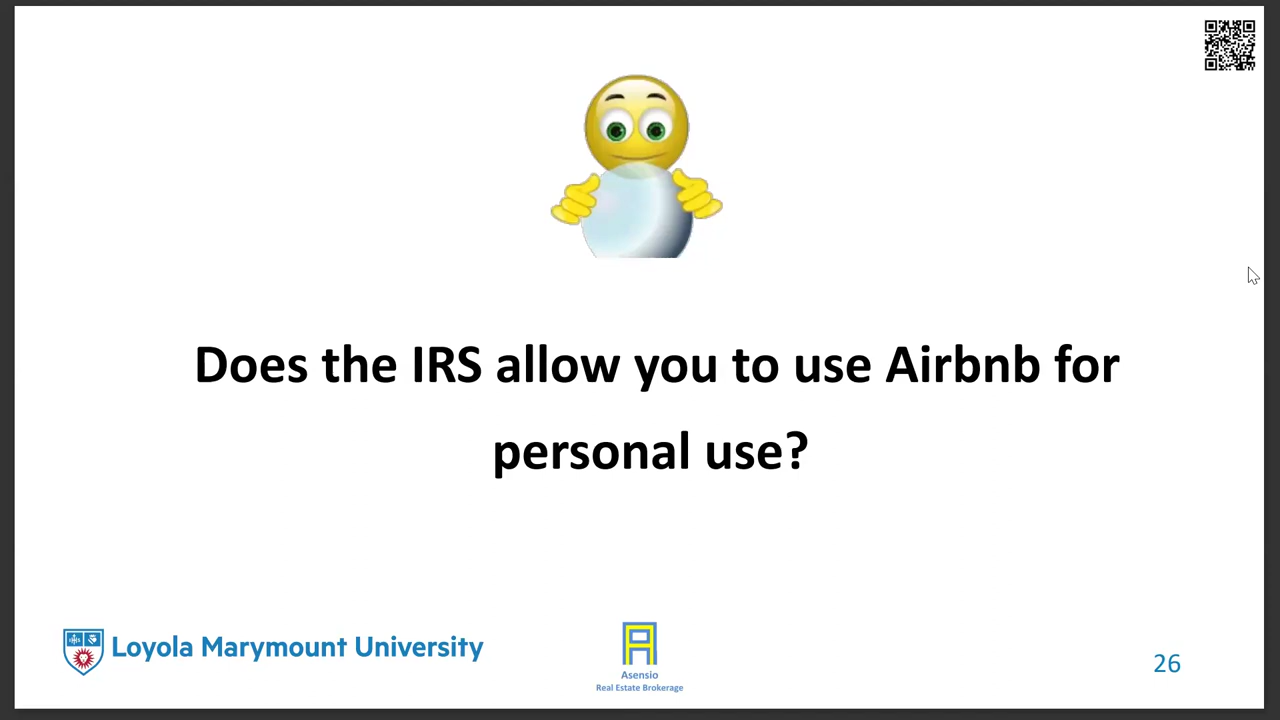 Does the IRS allow you to use Airbnb for
personal use?
Loyola Marymount University
Asensio
Real Estate Brokerage
26